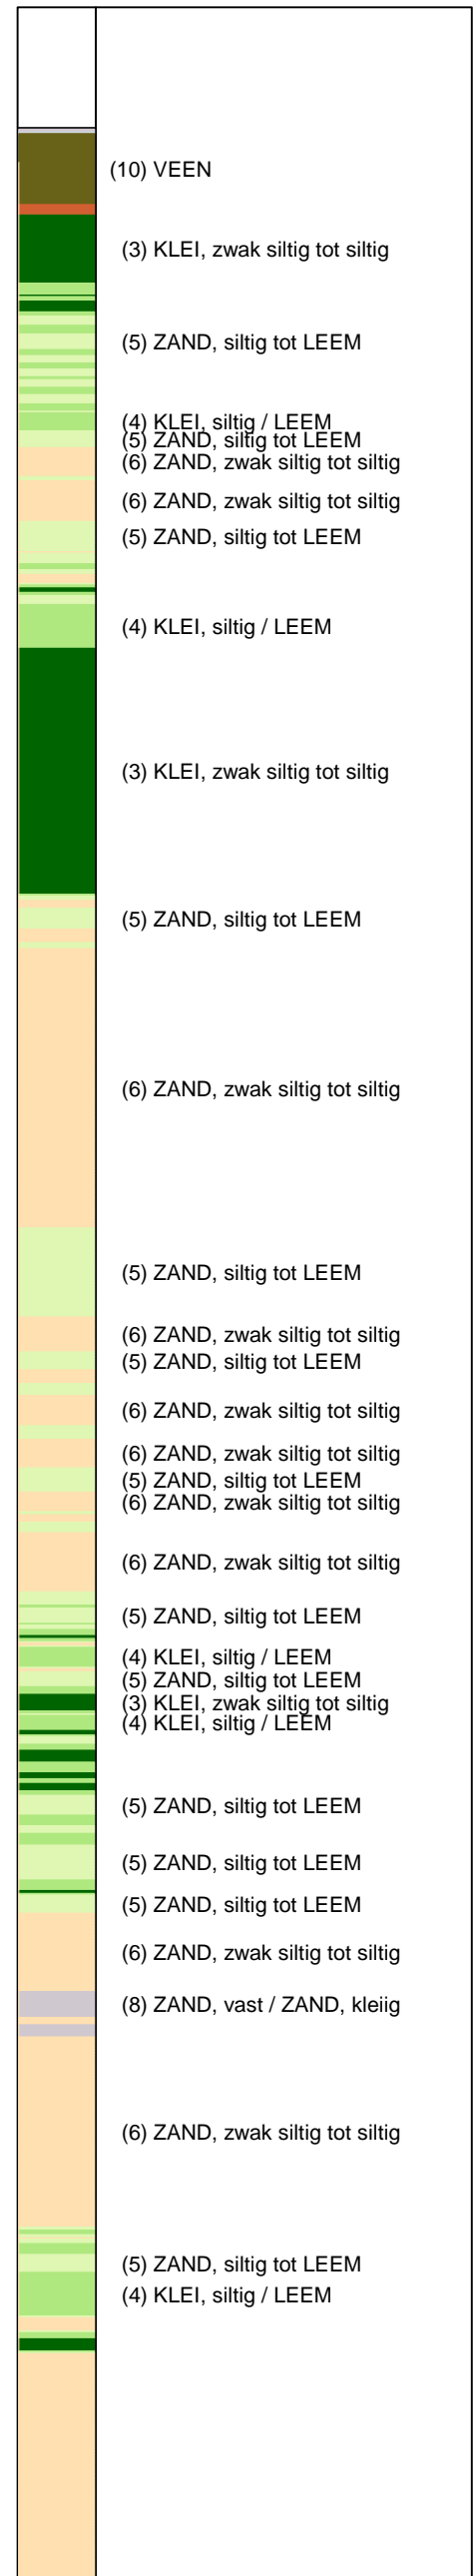 (10) VEEN
(3) KLEI, zwak siltig tot siltig
(5) ZAND, siltig tot LEEM
(4) KLEI, siltig / LEEM
(5) ZAND, siltig tot LEEM
(6) ZAND, zwak siltig tot siltig
(6) ZAND, zwak siltig tot siltig
(5) ZAND, siltig tot LEEM
(4) KLEI, siltig / LEEM
(3) KLEI, zwak siltig tot siltig
(5) ZAND, siltig tot LEEM
(6) ZAND, zwak siltig tot siltig
(5) ZAND, siltig tot LEEM
(6) ZAND, zwak siltig tot siltig
(5) ZAND, siltig tot LEEM
(6) ZAND, zwak siltig tot siltig
(6) ZAND, zwak siltig tot siltig
(5) ZAND, siltig tot LEEM
(6) ZAND, zwak siltig tot siltig
(6) ZAND, zwak siltig tot siltig
(5) ZAND, siltig tot LEEM
(4) KLEI, siltig / LEEM
(5) ZAND, siltig tot LEEM
(3) KLEI, zwak siltig tot siltig
(4) KLEI, siltig / LEEM
(5) ZAND, siltig tot LEEM
(5) ZAND, siltig tot LEEM
(5) ZAND, siltig tot LEEM
(6) ZAND, zwak siltig tot siltig
(8) ZAND, vast / ZAND, kleiig
(6) ZAND, zwak siltig tot siltig
(5) ZAND, siltig tot LEEM
(4) KLEI, siltig / LEEM